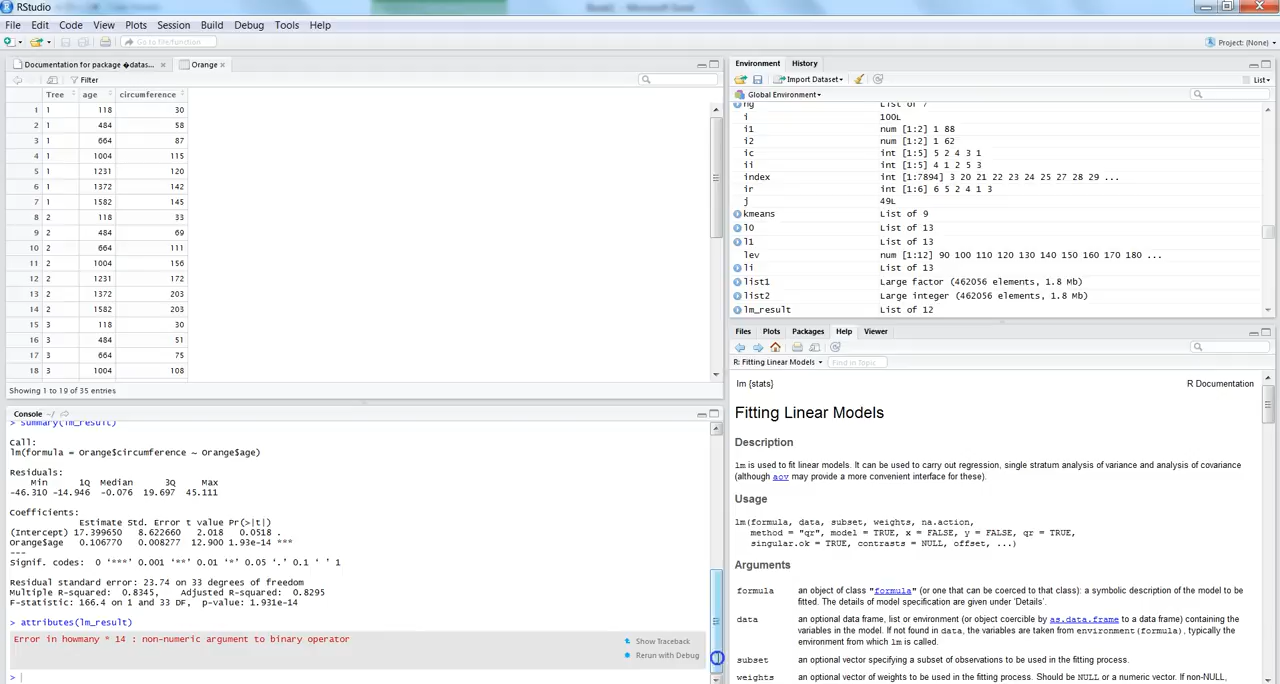 RStudio
File Edit View Code Plots Session Build Debug Tools Help
Go to file/function
Project: (None)
Documentation for package �datas...
Orange
Filter
Tree age circumference
1 1 118 30
2 1 484 58
3 1 664 87
4 1 1004 115
5 1 1231 120
6 1 1372 142
7 1 1582 145
8 2 118 33
9 2 484 69
10 2 664 111
11 2 1004 156
12 2 1231 172
13 2 1372 203
14 2 1582 203
15 3 118 30
16 3 484 51
17 3 664 75
18 3 1004 108
Showing 1 to 19 of 35 entries
Console ~/
> summary(lm_result)
Call:
lm(formula = Orange$circumference ~ Orange$age)
Residuals:
Min 1Q Median 3Q Max
-46.310 -14.946 -0.076 19.697 45.111
Coefficients:
Estimate Std. Error t value Pr(>|t|)
(Intercept) 17.399650 8.622660 2.018 0.0518 .
Orange$age 0.106770 0.008277 12.900 1.93e-14 ***
---
Signif. codes: 0 ‘***’ 0.001 ‘**’ 0.01 ‘*’ 0.05 ‘.’ 0.1 ‘ ’ 1
Residual standard error: 23.74 on 33 degrees of freedom
Multiple R-squared: 0.8345, Adjusted R-squared: 0.8295
F-statistic: 166.4 on 1 and 33 DF, p-value: 1.931e-14
> attributes(lm_result)
Error in howmany * 14 : non-numeric argument to binary operator
Show Traceback
Rerun with Debug
>
Environment History
Import Dataset
List
Global Environment
hg List of 7
i 100L
i1 num [1:2] 1 88
i2 num [1:2] 1 62
ic int [1:5] 5 2 4 3 1
ii int [1:5] 4 1 2 5 3
index int [1:7894] 3 20 21 22 23 24 25 27 28 29 ...
ir int [1:6] 6 5 2 4 1 3
j 49L
kmeans List of 9
l0 List of 13
l1 List of 13
lev num [1:12] 90 100 110 120 130 140 150 160 170 180 ...
li List of 13
list1 Large factor (462056 elements, 1.8 Mb)
list2 Large integer (462056 elements, 1.8 Mb)
lm_result List of 12
Files Plots Packages Help Viewer
R: Fitting Linear Models
Find in Topic
lm {stats} R Documentation
Fitting Linear Models
Description
lm is used to fit linear models. It can be used to carry out regression, single stratum analysis of variance and analysis of covariance
(although aov may provide a more convenient interface for these).
Usage
lm(formula, data, subset, weights, na.action,
method = "qr", model = TRUE, x = FALSE, y = FALSE, qr = TRUE,
singular.ok = TRUE, contrasts = NULL, offset, ...)
Arguments
formula an object of class "formula" (or one that can be coerced to that class): a symbolic description of the model to be
fitted. The details of model specification are given under ‘Details’.
data an optional data frame, list or environment (or object coercible by as.data.frame to a data frame) containing the
variables in the model. If not found in data, the variables are taken from environment(formula), typically the
environment from which lm is called.
subset an optional vector specifying a subset of observations to be used in the fitting process.
weights an optional vector of weights to be used in the fitting process. Should be NULL or a numeric vector. If non-NULL,